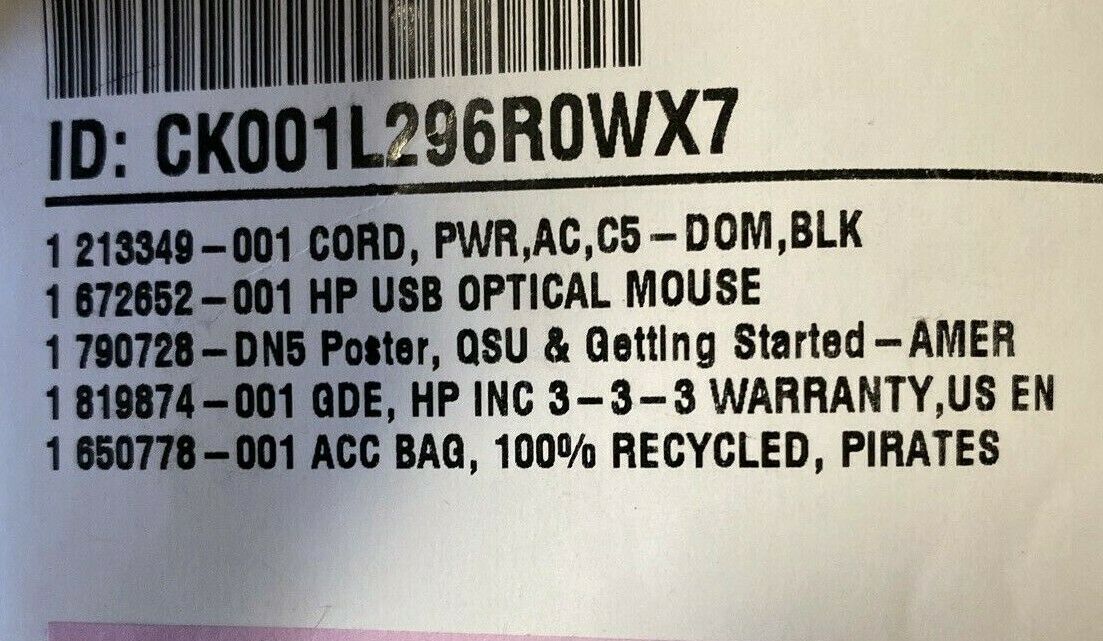 ID: CK001L296R0WX7
1 213349-001 CORD, PWR,AC,C5-DOM,BLK
1 672652-001 HP USB OPTICAL MOUSE
1 790728-DN5 Poster, QSU & Getting Started-AMER
1 819874-001 GDE, HP INC 3-3-3 WARRANTY,US EN
1 650778-001 ACC BAG, 100% RECYCLED, PIRATES